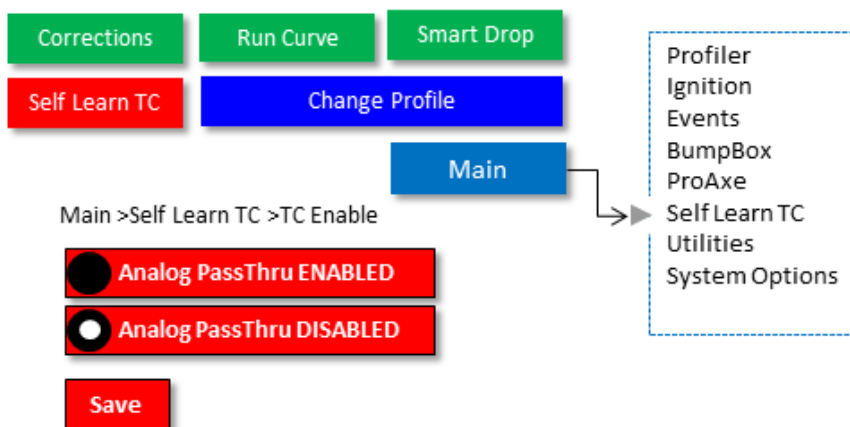 Corrections
Run Curve
Smart Drop
Self Learn TC
Change Profile
Main
Main >Self Learn TC >TC Enable
Analog PassThru ENABLED
Analog PassThru DISABLED
Save
Profiler
Ignition
Events
BumpBox
ProAxe
Self Learn TC
Utilities
System Options